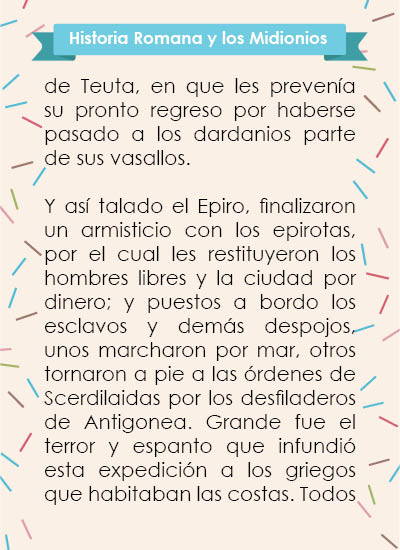 Historia Romana y los Midionios
de Teuta, en que les prevenía
su pronto regreso por haberse
pasado a los dardanios parte
de sus vasallos.
Y así talado el Epiro, finalizaron
un armisticio con los epirotas,
por el cual les restituyeron los
hombres libres y la ciudad por
dinero; y puestos a bordo los
esclavos y demás despojos,
unos marcharon por mar, otros
tornaron a pie a las órdenes de
Scerdilaidas por los desfiladeros
de Antigonea. Grande fue el
terror y espanto que infundió
esta expedición a los griegos
que habitaban las costas. Todos